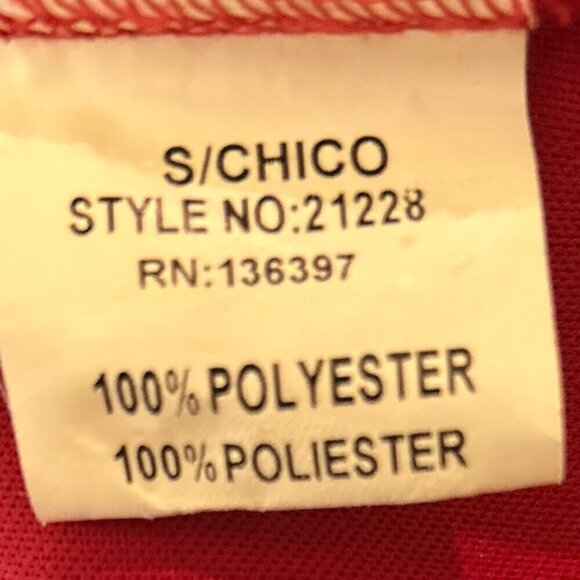 S/CHICO
STYLE NO:21228
RN:136397
100% POLYESTER
100% POLIESTER